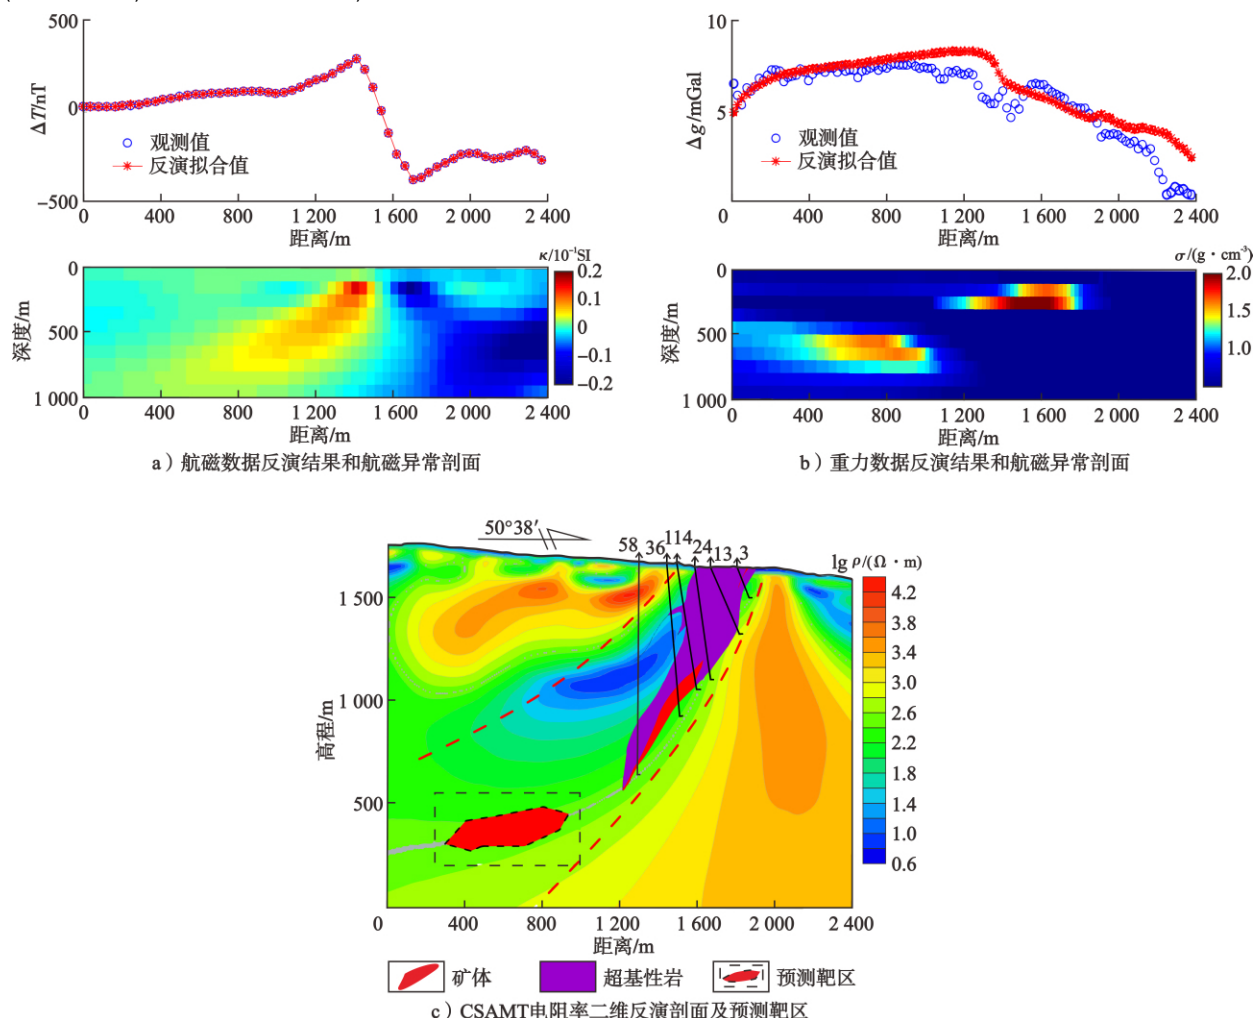 500
ΔT/nT
0
观测值
反演拟合值
−500
0 400 800 1 200 1 600 2 000 2 400
距离/m
κ/10⁻¹SI
0
500
1 000
深度/m
0.2
0.1
0
−0.1
−0.2
0 400 800 1 200 1 600 2 000 2 400
距离/m
a）航磁数据反演结果和航磁异常剖面
10
Δg/mGal
5
观测值
反演拟合值
0 400 800 1 200 1 600 2 000 2 400
距离/m
σ/(g·cm⁻³)
0
500
1 000
深度/m
2.0
1.5
1.0
0 400 800 1 200 1 600 2 000 2 400
距离/m
b）重力数据反演结果和航磁异常剖面
50°38′
58 36 114 24 13 3
lg ρ/(Ω·m)
1 500
1 000
500
高程/m
4.2
3.8
3.4
3.0
2.6
2.2
1.8
1.4
1.0
0.6
0 400 800 1 200 1 600 2 000 2 400
距离/m
矿体 超基性岩 预测靶区
c）CSAMT电阻率二维反演剖面及预测靶区